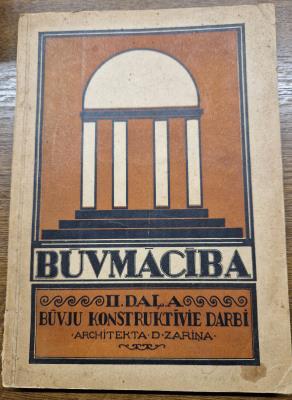 BŪVMĀCĪBA
II. DAĻA
BŪVJU KONSTRUKTĪVIE DARBI
·ARCHITEKTA·D·ZARIŅA·